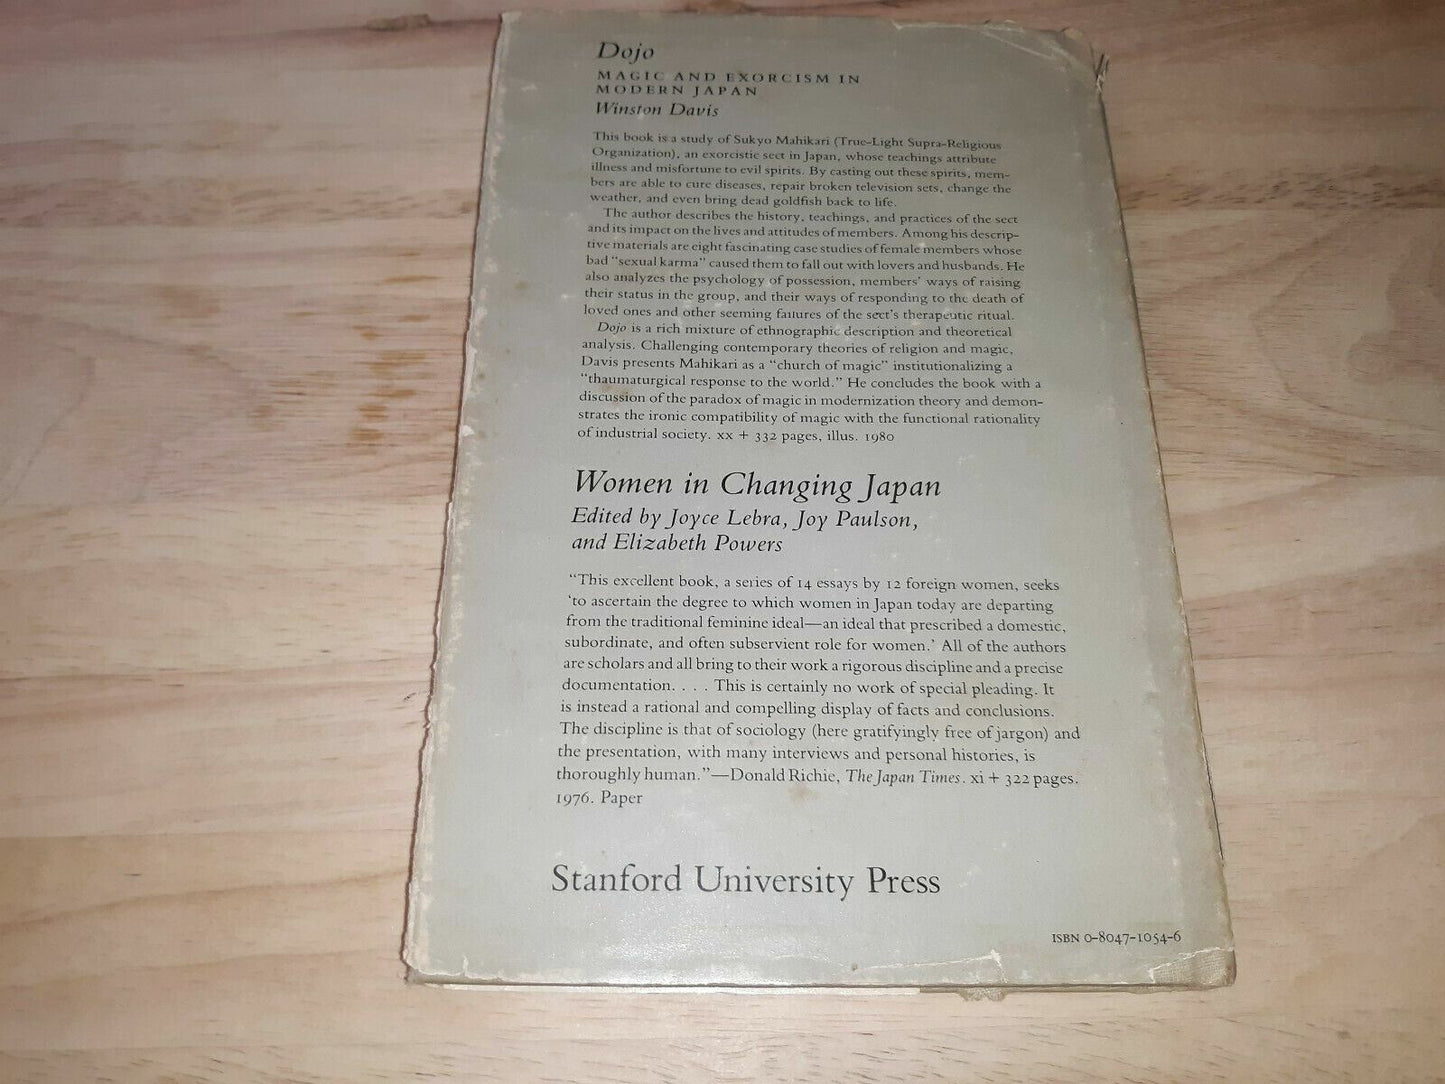 Dojo
MAGIC AND EXORCISM IN
MODERN JAPAN
Winston Davis
This book is a study of Sukyo Mahikari (True-Light Supra-Religious
Organization), an exorcistic sect in Japan, whose teachings attribute
illness and misfortune to evil spirits. By casting out these spirits, mem-
bers are able to cure diseases, repair broken television sets, change the
weather, and even bring dead goldfish back to life.
The author describes the history, teachings, and practices of the sect
and its impact on the lives and attitudes of members. Among his descrip-
tive materials are eight fascinating case studies of female members whose
bad "sexual karma" caused them to fall out with lovers and husbands. He
also analyzes the psychology of possession, members' ways of raising
their status in the group, and their ways of responding to the death of
loved ones and other seeming failures of the sect's therapeutic ritual.
Dojo is a rich mixture of ethnographic description and theoretical
analysis. Challenging contemporary theories of religion and magic,
Davis presents Mahikari as a "church of magic" institutionalizing a
"thaumaturgical response to the world." He concludes the book with a
discussion of the paradox of magic in modernization theory and demon-
strates the ironic compatibility of magic with the functional rationality
of industrial society. xx + 332 pages, illus. 1980
Women in Changing Japan
Edited by Joyce Lebra, Joy Paulson,
and Elizabeth Powers
"This excellent book, a series of 14 essays by 12 foreign women, seeks
'to ascertain the degree to which women in Japan today are departing
from the traditional feminine ideal—an ideal that prescribed a domestic,
subordinate, and often subservient role for women.' All of the authors
are scholars and all bring to their work a rigorous discipline and a precise
documentation. . . . This is certainly no work of special pleading. It
is instead a rational and compelling display of facts and conclusions.
The discipline is that of sociology (here gratifyingly free of jargon) and
the presentation, with many interviews and personal histories, is
thoroughly human."—Donald Richie, The Japan Times. xi + 322 pages.
1976. Paper
Stanford University Press
ISBN 0-8047-1054-6